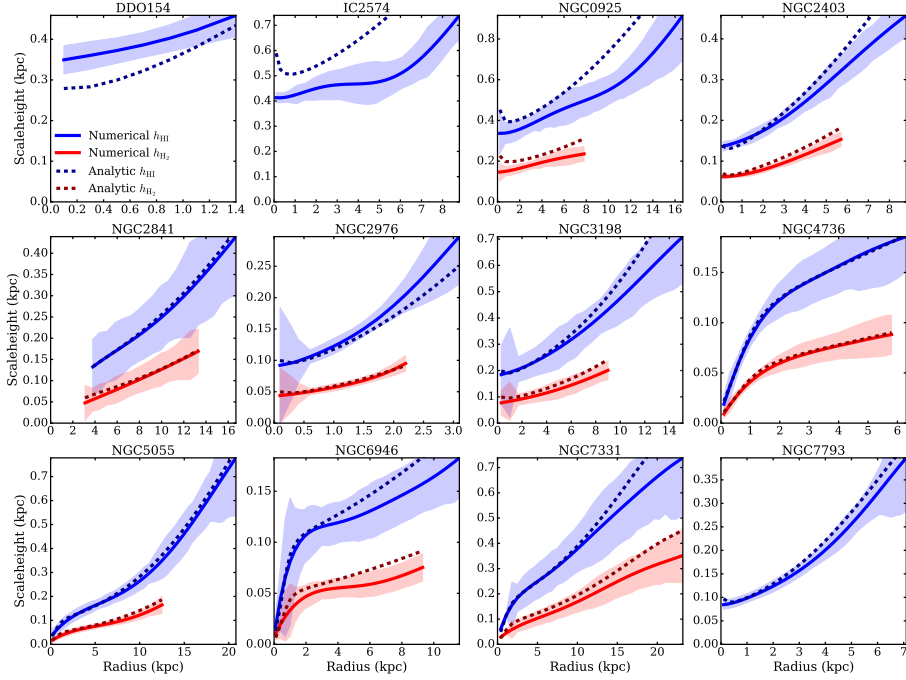 DDO154 IC2574 NGC0925 NGC2403
Scaleheight (kpc)
0.4 0.3 0.2 0.1 0.0
0.7 0.6 0.5 0.4 0.3 0.2 0.1 0.0
0.8 0.6 0.4 0.2 0.0
0.4 0.3 0.2 0.1 0.0
Numerical h_HI
Numerical h_H₂
Analytic h_HI
Analytic h_H₂
0.0 0.2 0.4 0.6 0.8 1.0 1.2 1.4
0 1 2 3 4 5 6 7 8
0 2 4 6 8 10 12 14 16
0 1 2 3 4 5 6 7 8
NGC2841 NGC2976 NGC3198 NGC4736
Scaleheight (kpc)
0.40 0.35 0.30 0.25 0.20 0.15 0.10 0.05 0.00
0.25 0.20 0.15 0.10 0.05 0.00
0.7 0.6 0.5 0.4 0.3 0.2 0.1 0.0
0.15 0.10 0.05 0.00
0 2 4 6 8 10 12 14 16
0.0 0.5 1.0 1.5 2.0 2.5 3.0
0 2 4 6 8 10 12 14
0 1 2 3 4 5 6
NGC5055 NGC6946 NGC7331 NGC7793
Scaleheight (kpc)
0.7 0.6 0.5 0.4 0.3 0.2 0.1 0.0
0.15 0.10 0.05 0.00
0.7 0.6 0.5 0.4 0.3 0.2 0.1 0.0
0.35 0.30 0.25 0.20 0.15 0.10 0.05 0.00
0 5 10 15 20
0 2 4 6 8 10
0 5 10 15 20
0 1 2 3 4 5 6 7
Radius (kpc) Radius (kpc) Radius (kpc) Radius (kpc)